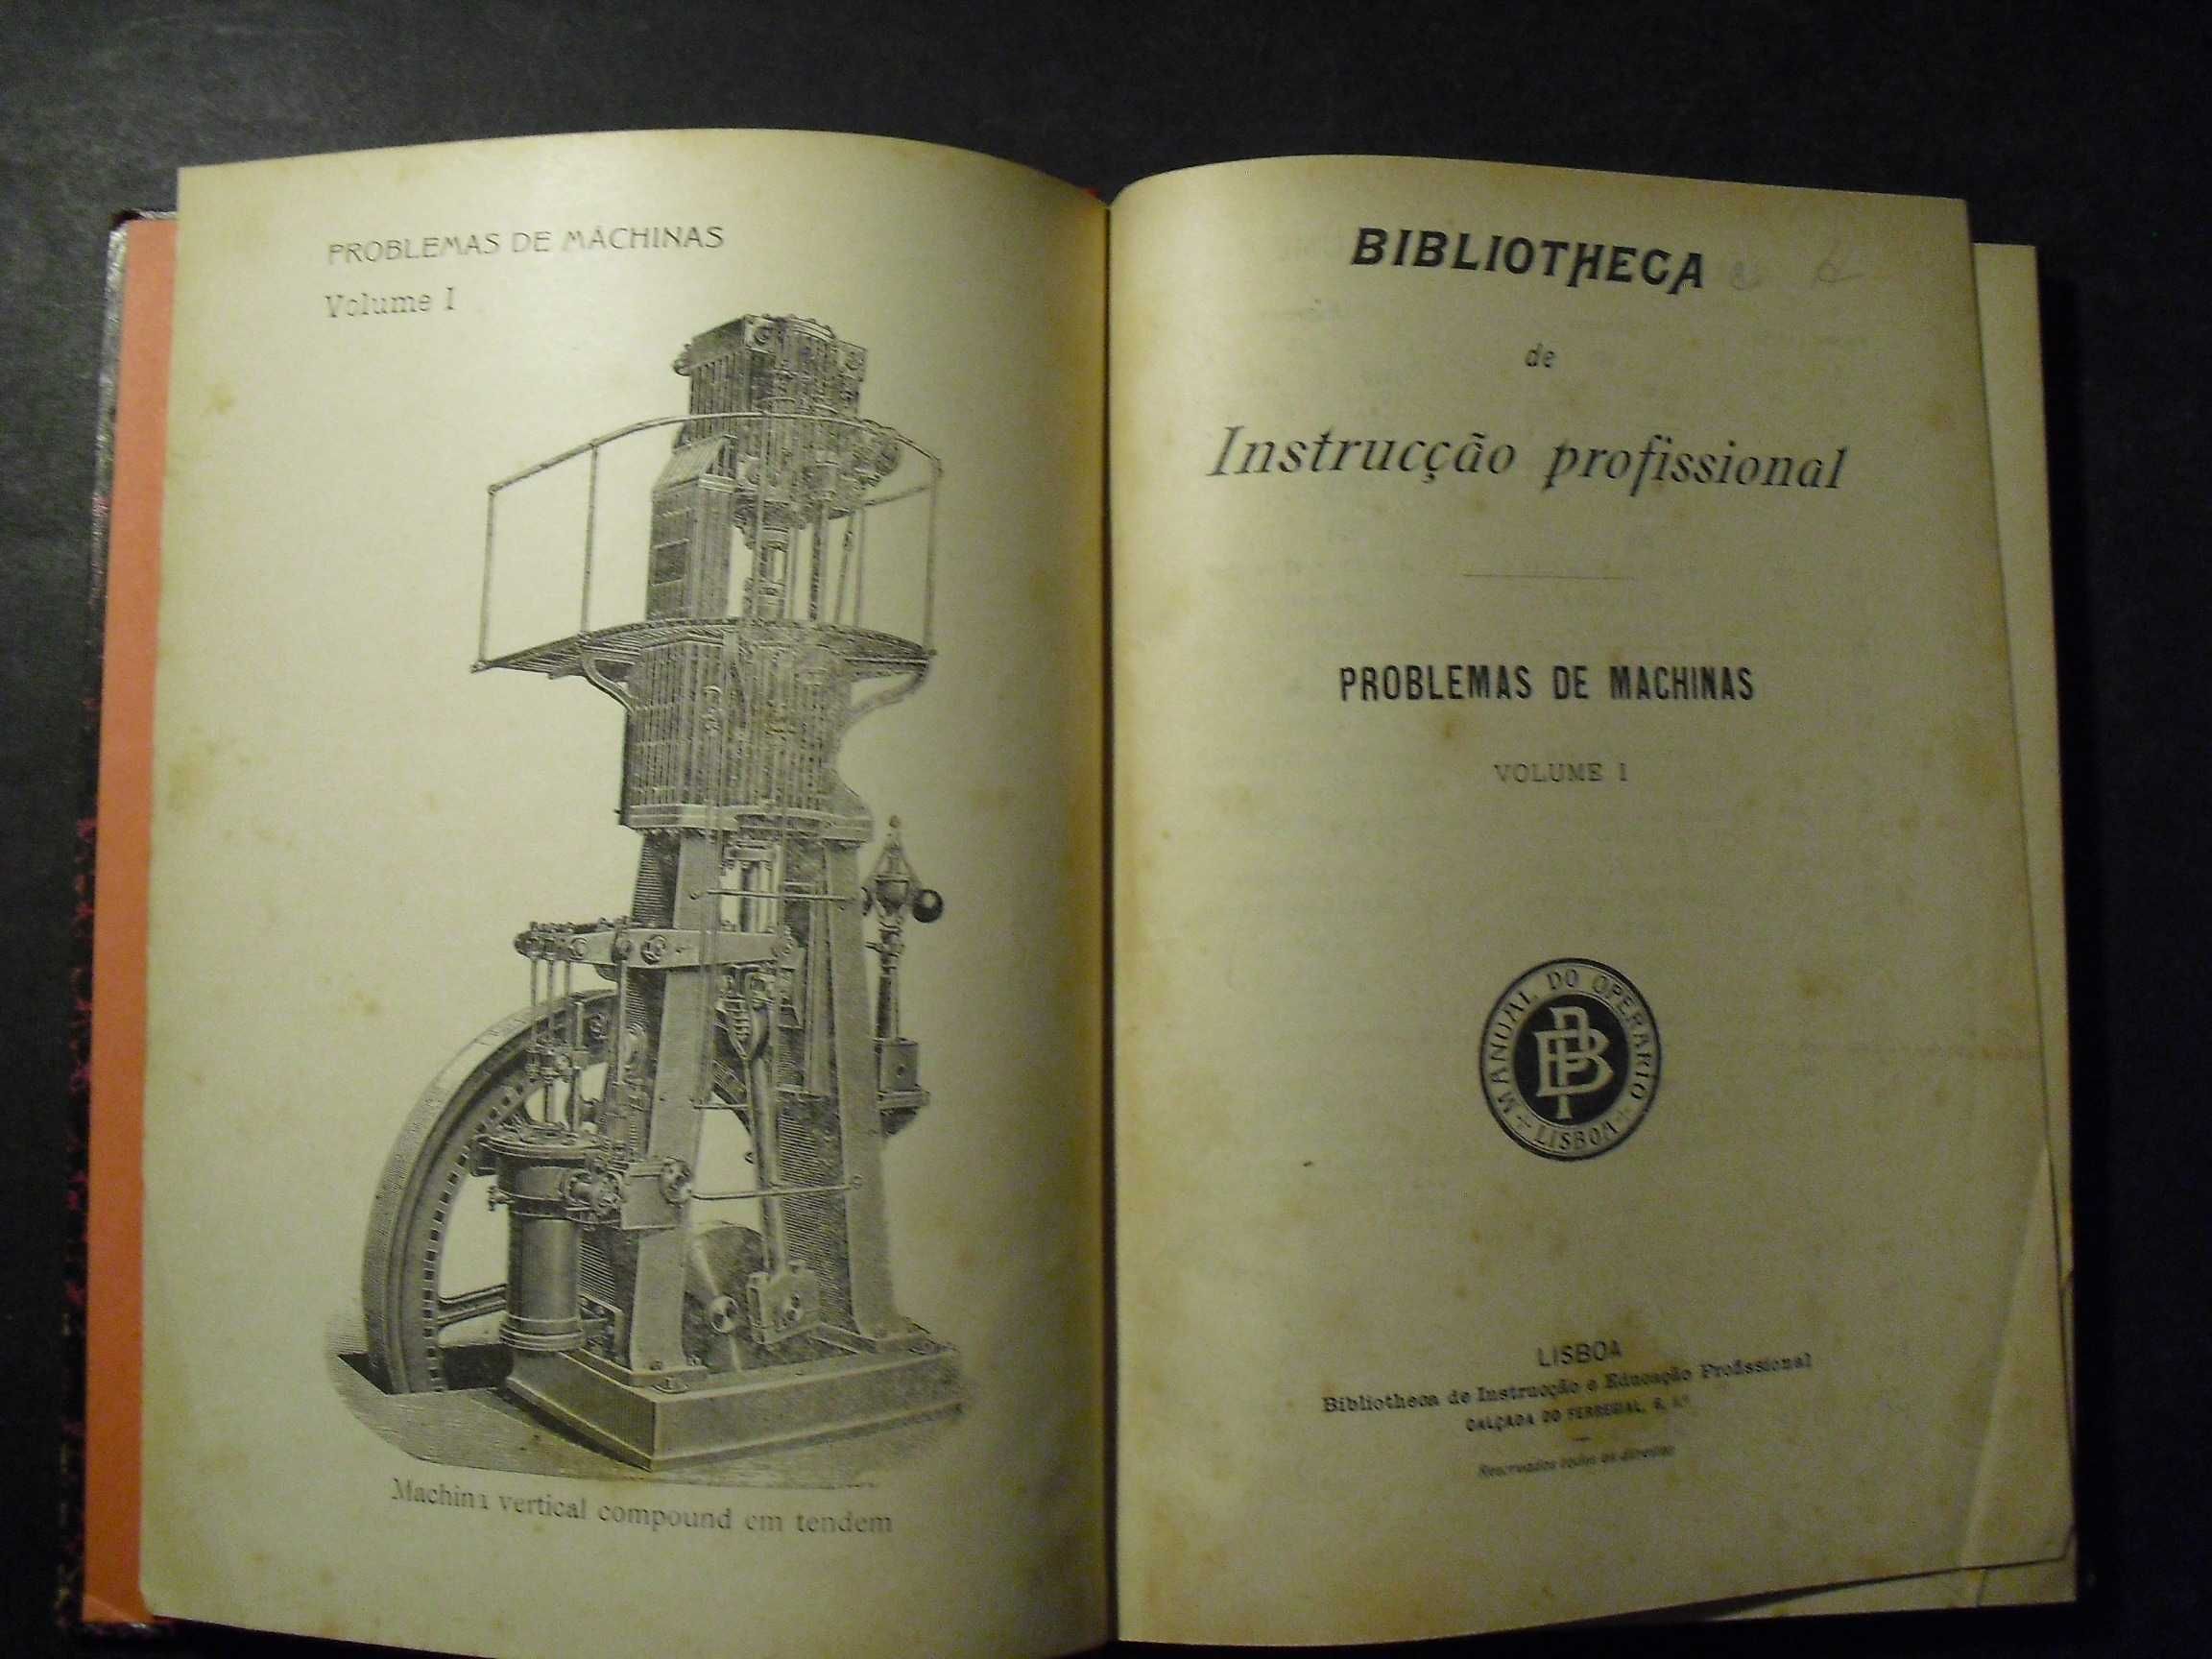 PROBLEMAS DE MACHINAS
Volume I
Machina vertical compound em tendem
BIBLIOTHECA
de
Instrucção profissional
PROBLEMAS DE MACHINAS
VOLUME I
MANUAL DO OPERARIO
LISBOA
BIP
LISBOA
Bibliotheca de Instrucção e Educação Profissional
CALÇADA DO FERREGIAL, 6, 1.º
Reservados todos os direitos